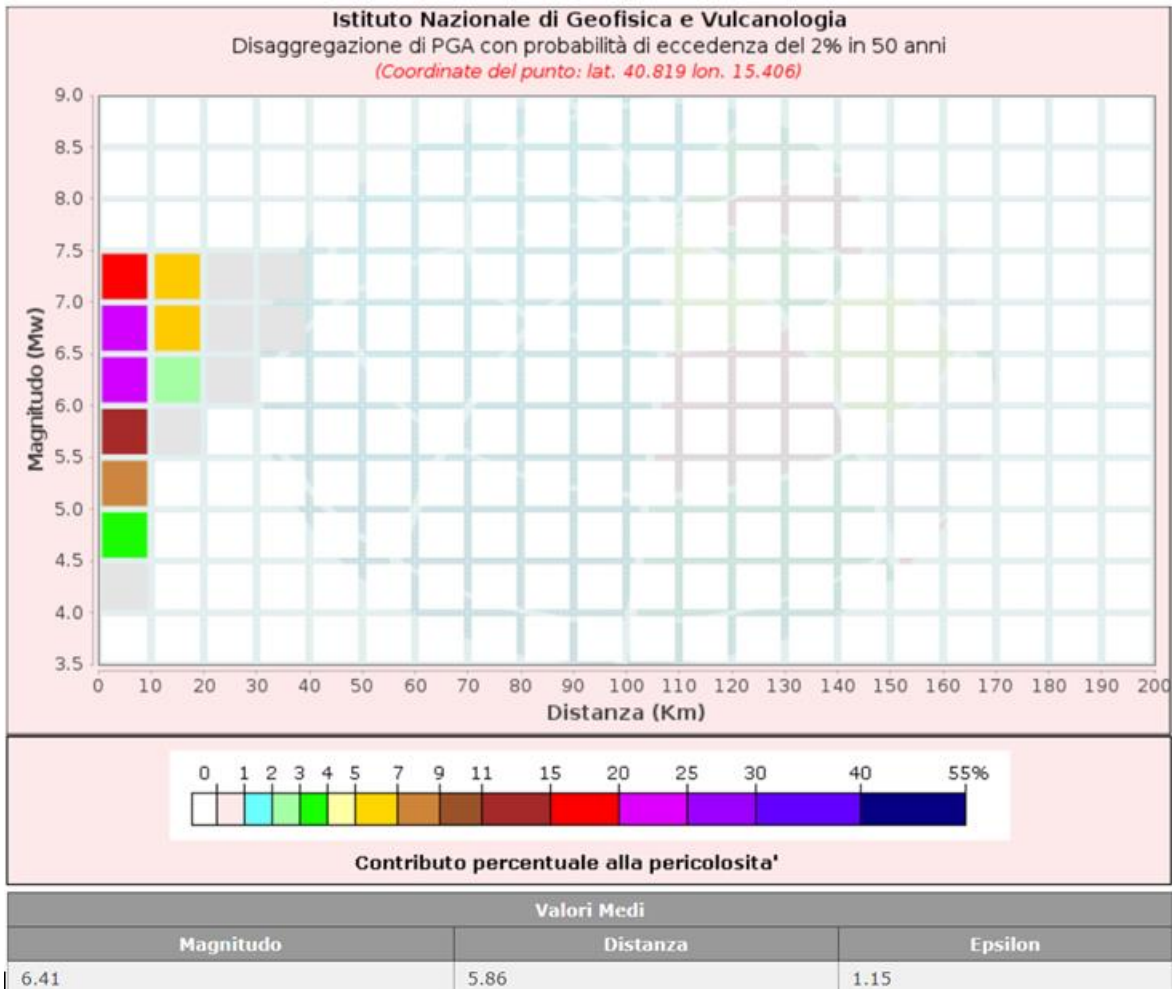 Istituto Nazionale di Geofisica e Vulcanologia
Disaggregazione di PGA con probabilità di eccedenza del 2% in 50 anni
(Coordinate del punto: lat. 40.819 lon. 15.406)
9.0
8.5
8.0
7.5
7.0
6.5
6.0
5.5
5.0
4.5
4.0
3.5
Magnitudo (Mw)
0 10 20 30 40 50 60 70 80 90 100 110 120 130 140 150 160 170 180 190 200
Distanza (Km)
0 1 2 3 4 5 7 9 11 15 20 25 30 40 55%
Contributo percentuale alla pericolosita'
Valori Medi
Magnitudo Distanza Epsilon
6.41 5.86 1.15